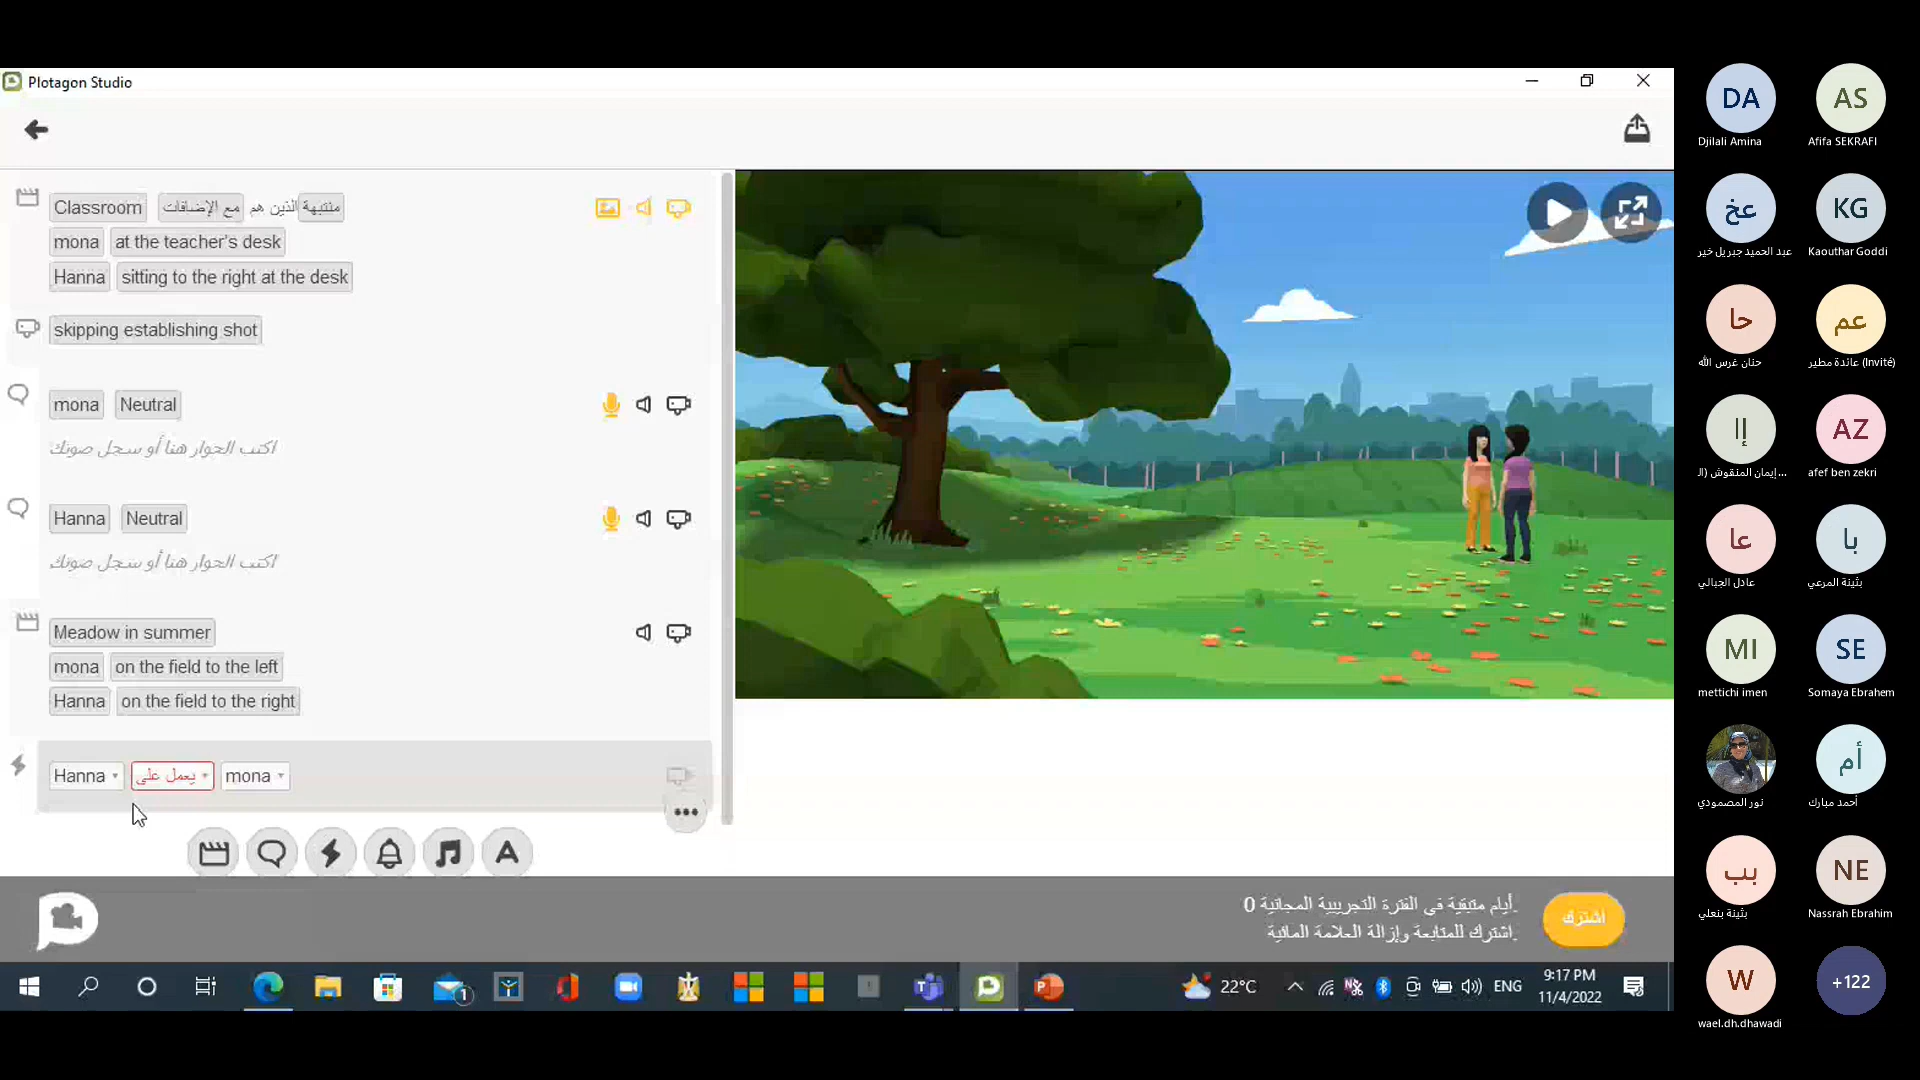 Plotagon Studio
Classroom مع الإضافات الذين هم منتبهة
mona at the teacher's desk
Hanna sitting to the right at the desk
skipping establishing shot
mona Neutral
اكتب الحوار هنا أو سجل صوتك
Hanna Neutral
اكتب الحوار هنا أو سجل صوتك
Meadow in summer
mona on the field to the left
Hanna on the field to the right
Hanna يعمل على mona
أيام متبقية في الفترة التجريبية المجانية 0.
اشترك للمتابعة وإزالة العلامة المائية.
اشترك
22°C
ENG
9:17 PM
11/4/2022
1
DA
Djilali Amina
AS
Afifa SEKRAFI
عخ
عبد الحميد جبريل خير
KG
Kaouthar Goddi
حا
حنان غرس الله
عم
عائدة مطير (Invité)
إا
إيمان المنقوش (ال...
AZ
afef ben zekri
عا
عادل الجبالي
با
بثينة المرعي
MI
mettichi imen
SE
Somaya Ebrahem
نور المصمودي
أم
أحمد مبارك
بب
بثينة بنعلي
NE
Nassrah Ebrahim
W
wael.dh.dhawadi
+122